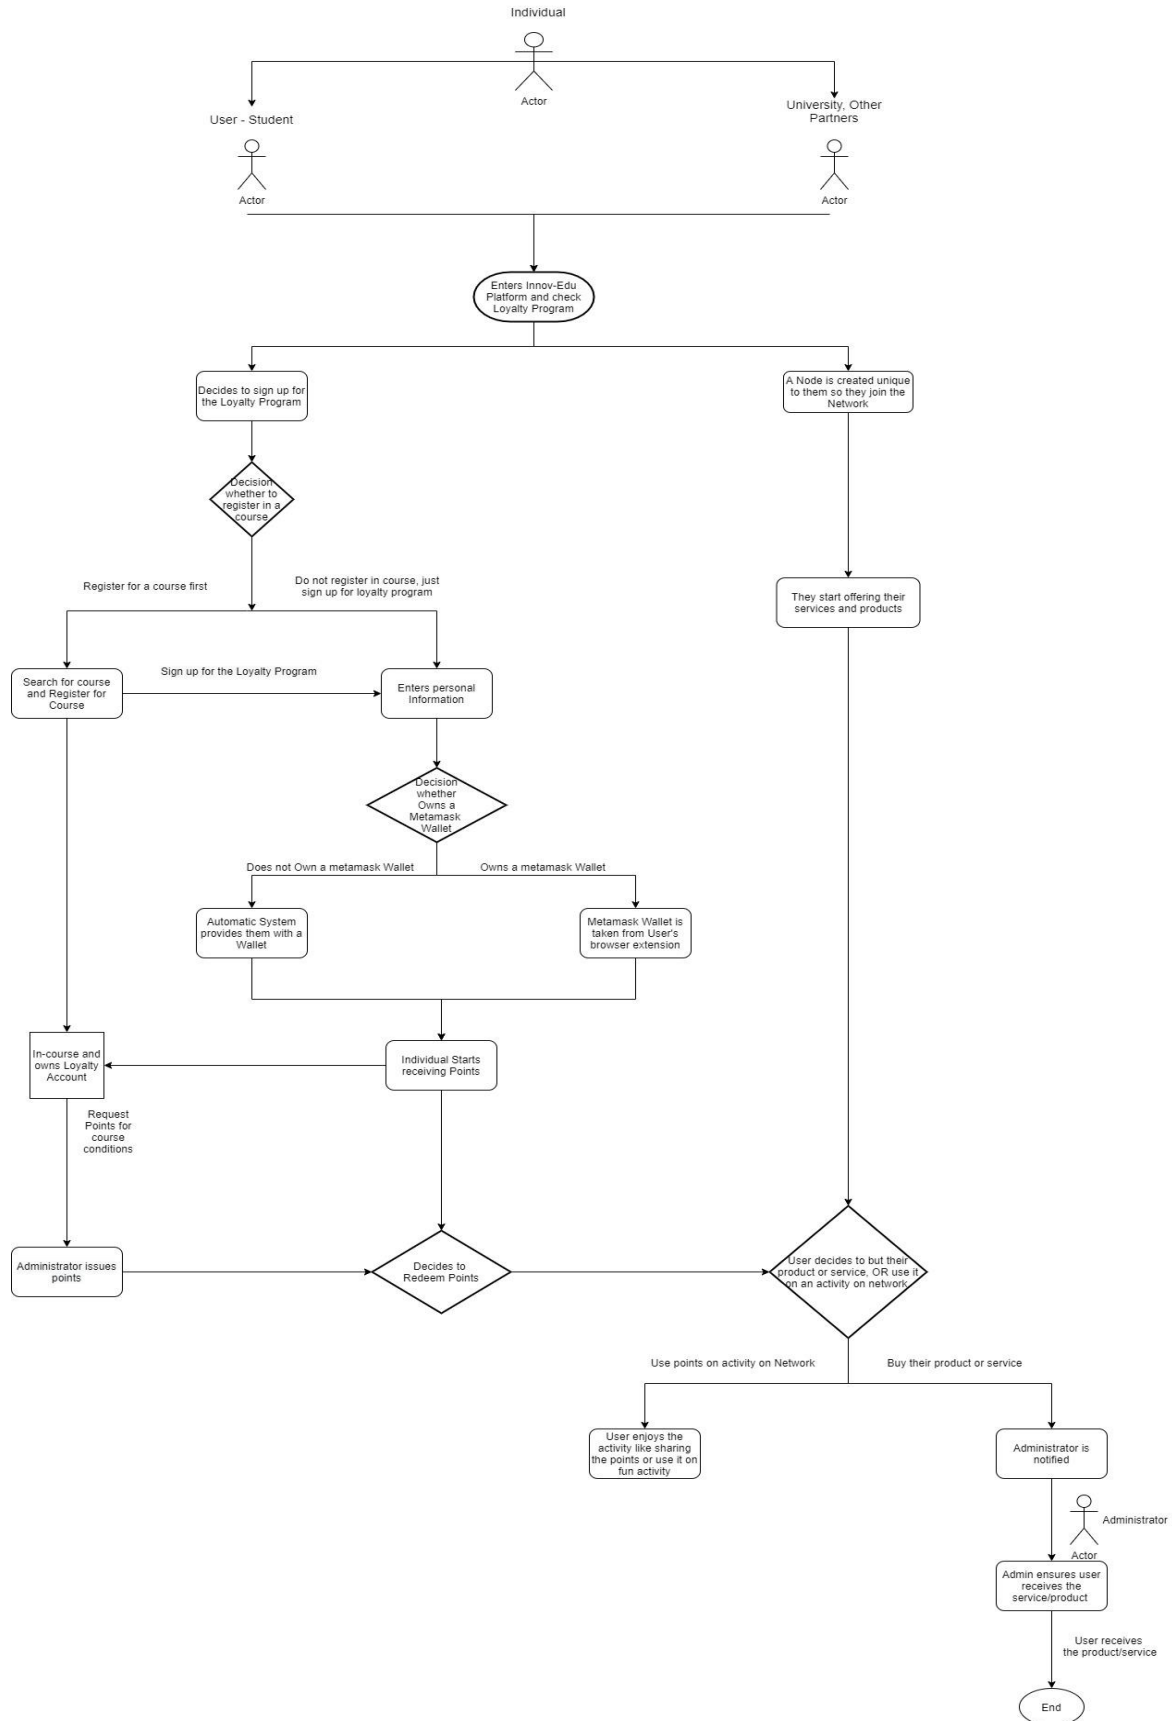 Individual
Actor
User - Student
University, Other
Partners
Actor
Actor
Enters Innov-Edu
Platform and check
Loyalty Program
Decides to sign up for
the Loyalty Program
A Node is created unique
to them so they join the
Network
Decision
whether to
register in a
course
Register for a course first
Do not register in course, just
sign up for loyalty program
They start offering their
services and products
Search for course
and Register for
Course
Sign up for the Loyalty Program
Enters personal
Information
Decision
whether
Owns a
Metamask
Wallet
Does not Own a metamask Wallet
Owns a metamask Wallet
Automatic System
provides them with a
Wallet
Metamask Wallet is
taken from User's
browser extension
In-course and
owns Loyalty
Account
Individual Starts
receiving Points
Request
Points for
course
conditions
Administrator issues
points
Decides to
Redeem Points
User decides to but their
product or service, OR use it
on an activity on network
Use points on activity on Network
Buy their product or service
User enjoys the
activity like sharing
the points or use it on
fun activity
Administrator is
notified
Administrator
Actor
Admin ensures user
receives the
service/product
User receives
the product/service
End